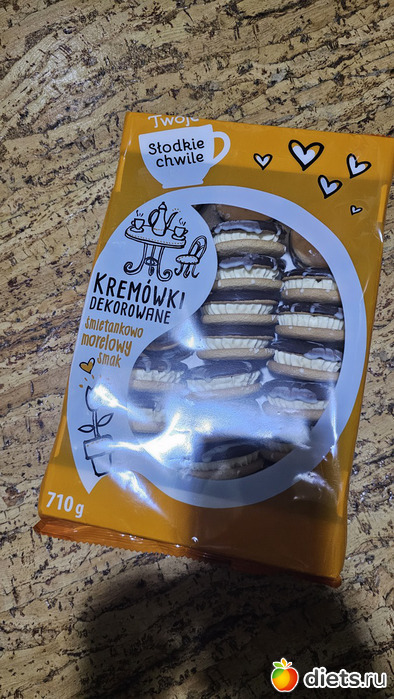 Twoje
Słodkie
chwile
KREMÓWKI
DEKOROWANE
śmietankowo
morelowy
smak
710g
diets.ru